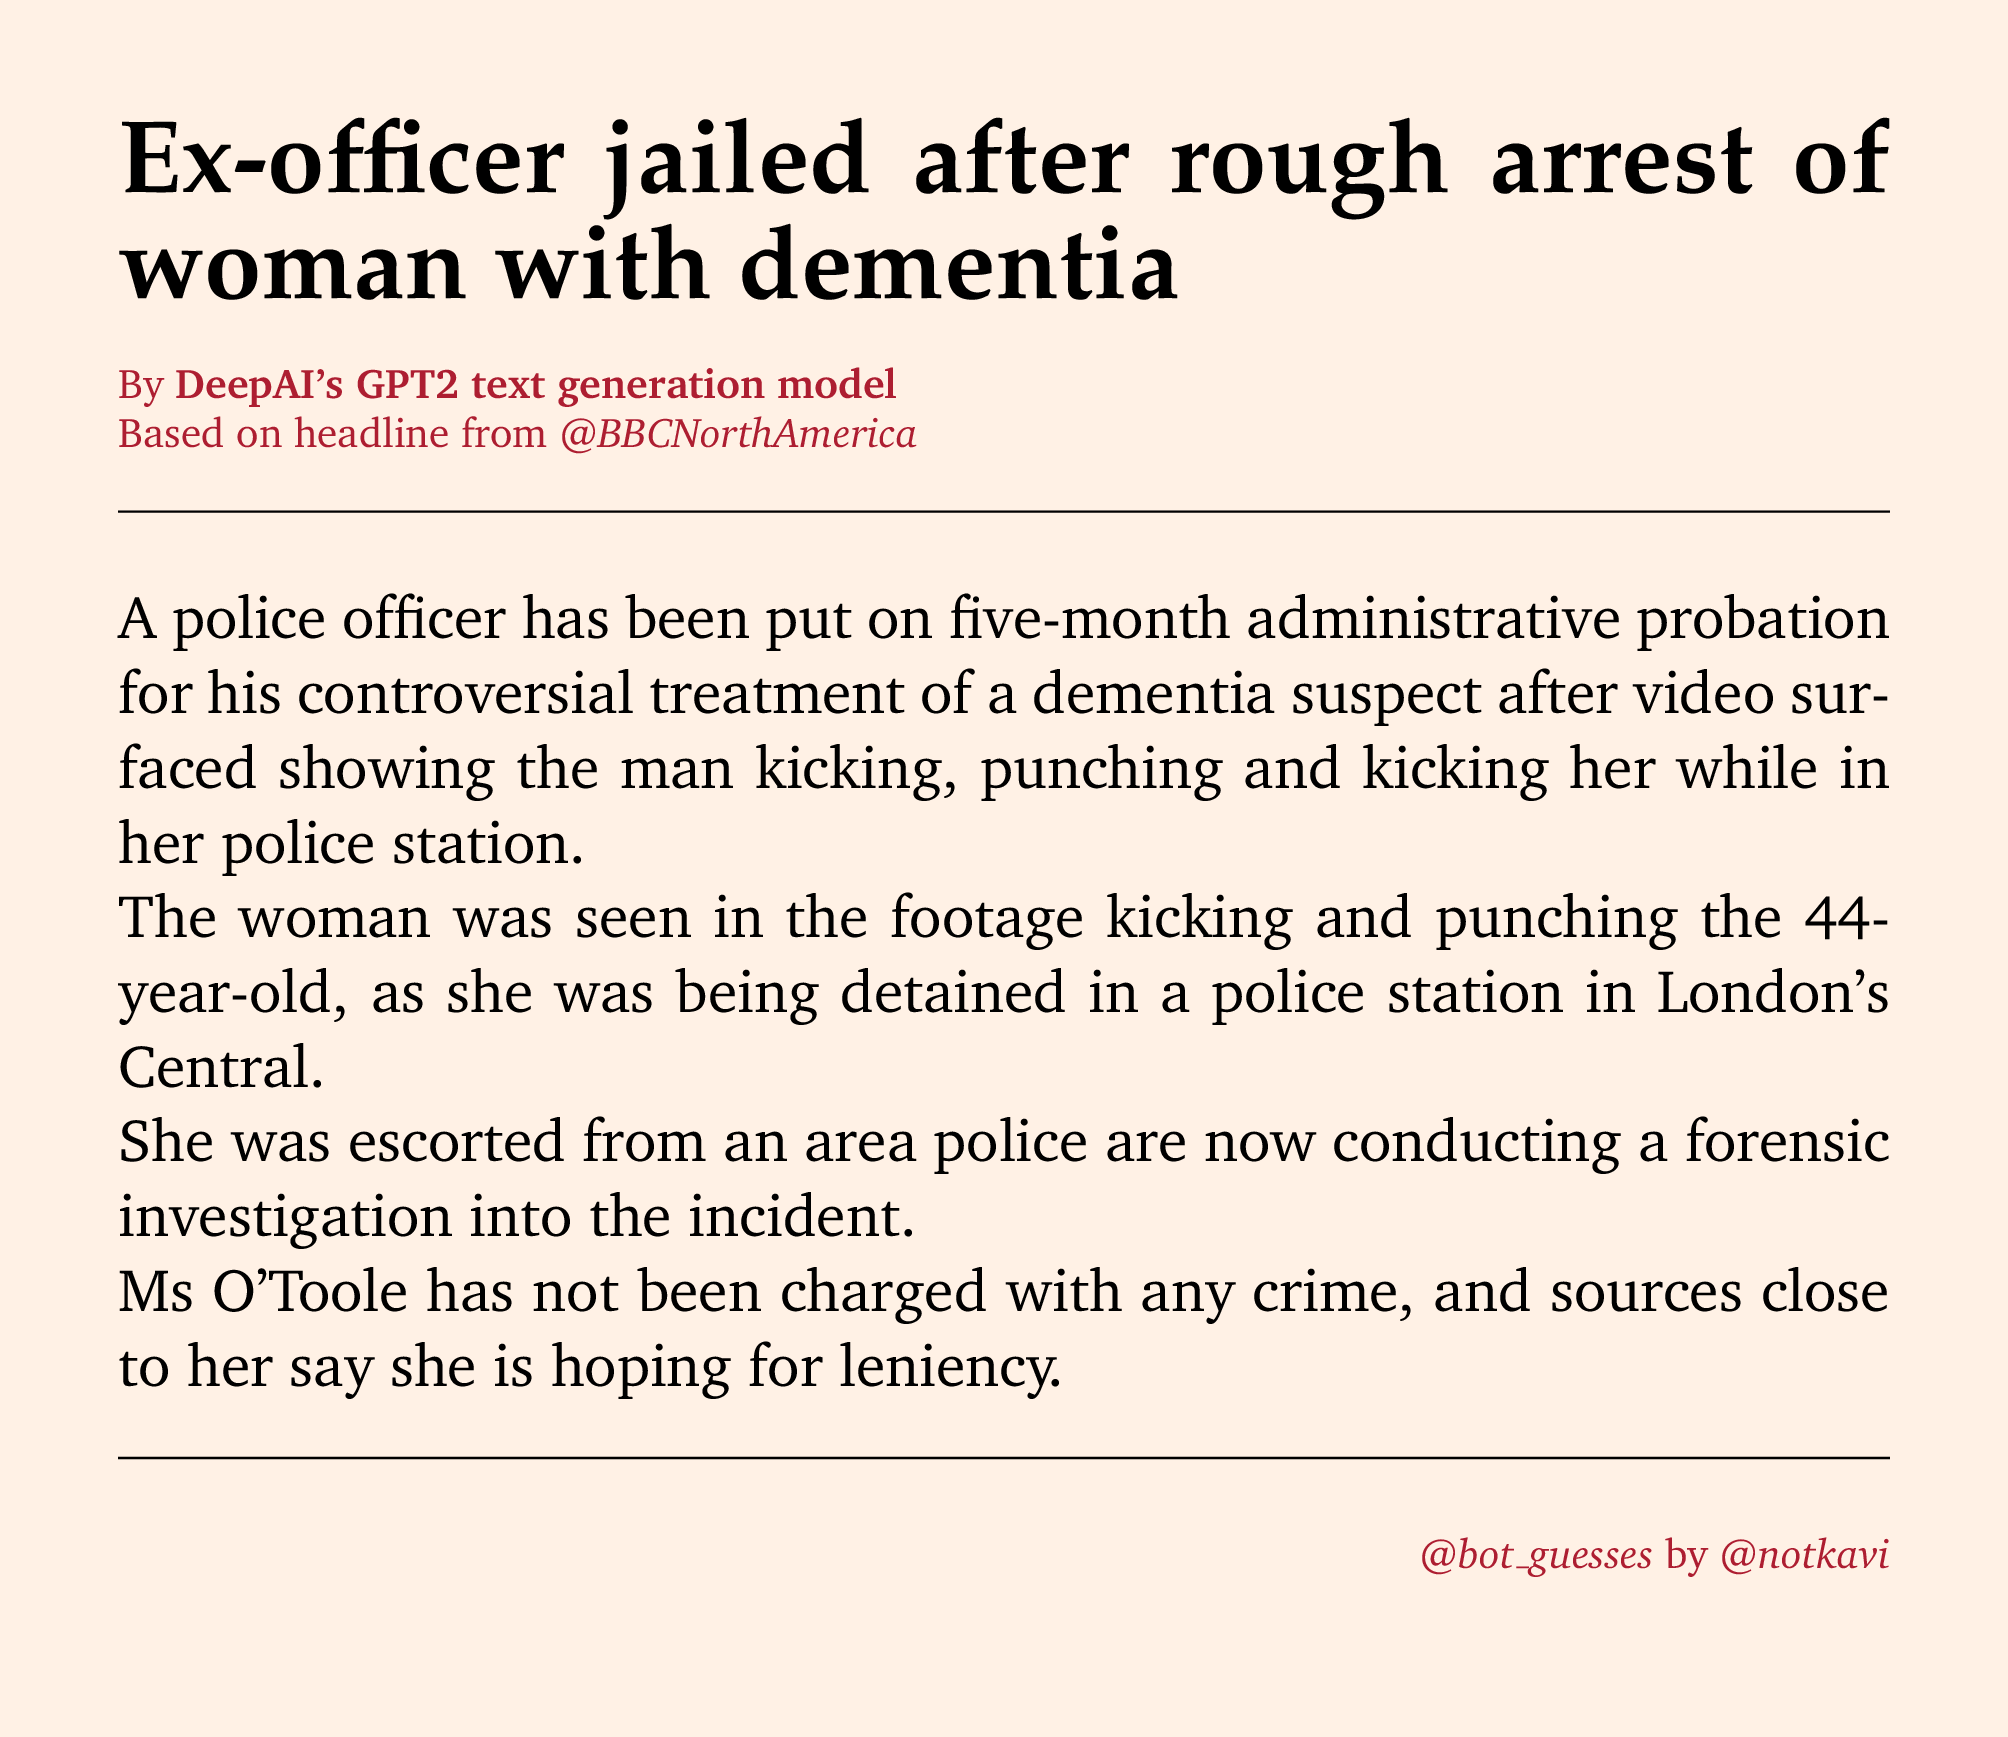 Ex-officer jailed after rough arrest of
woman with dementia
By DeepAI's GPT2 text generation model
Based on headline from @BBCNorthAmerica
A police officer has been put on five-month administrative probation
for his controversial treatment of a dementia suspect after video sur-
faced showing the man kicking, punching and kicking her while in
her police station.
The woman was seen in the footage kicking and punching the 44-
year-old, as she was being detained in a police station in London's
Central.
She was escorted from an area police are now conducting a forensic
investigation into the incident.
Ms O'Toole has not been charged with any crime, and sources close
to her say she is hoping for leniency.
@bot_guesses by @notkavi